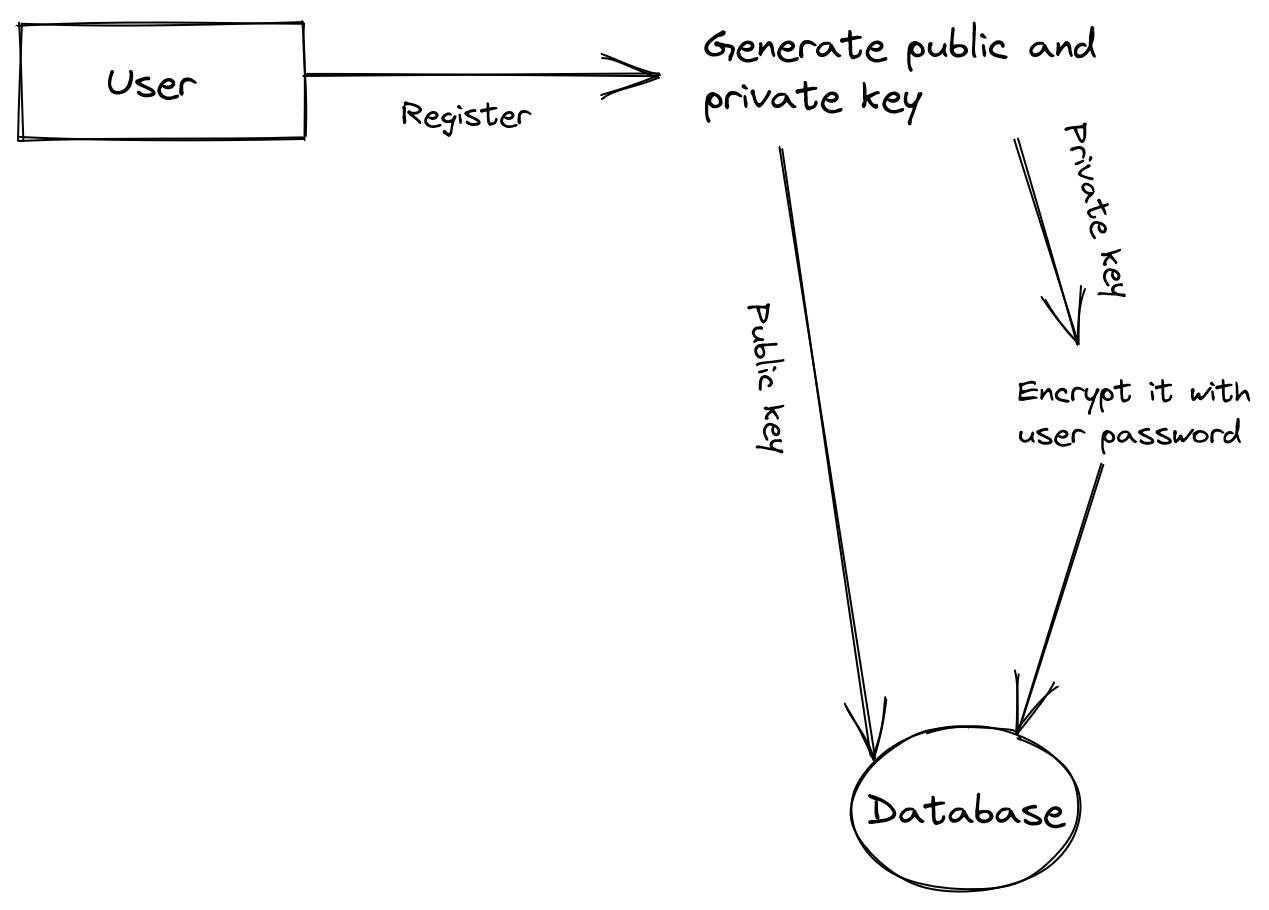 User
Register
Generate public and
private key
Private key
Public key
Encrypt it with
user password
Database